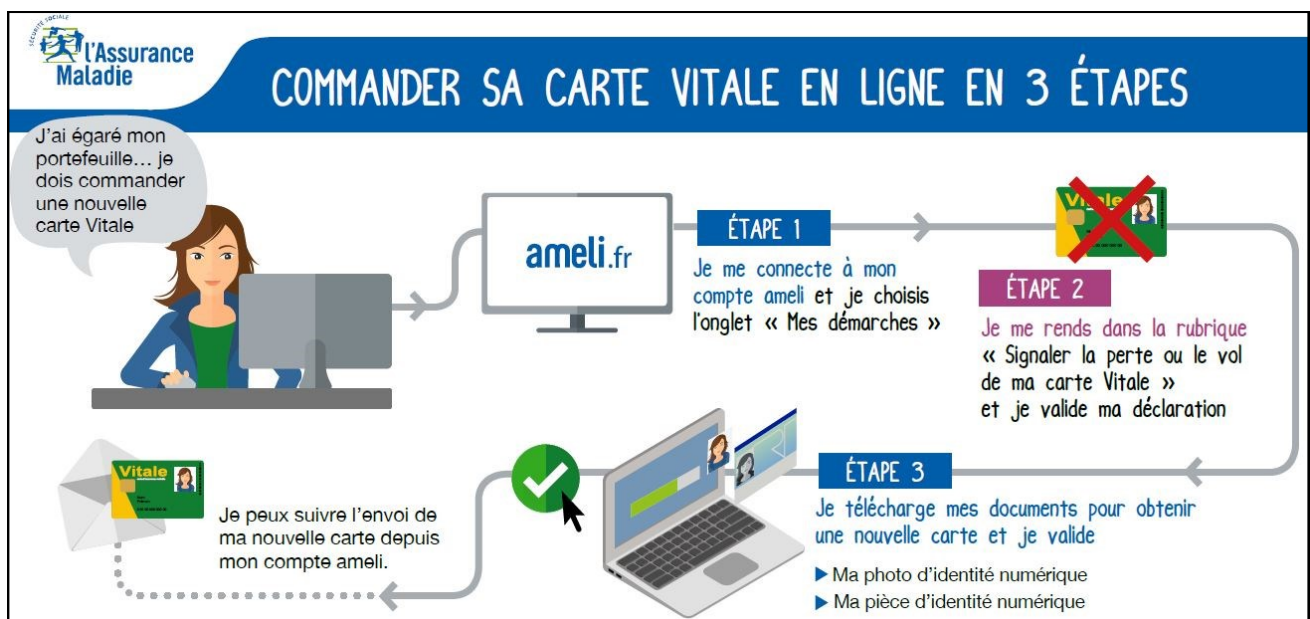 SÉCURITÉ SOCIALE
l'Assurance
Maladie
COMMANDER SA CARTE VITALE EN LIGNE EN 3 ÉTAPES
J'ai égaré mon
portefeuille... je
dois commander
une nouvelle
carte Vitale
ameli.fr
ÉTAPE 1
Je me connecte à mon
compte ameli et je choisis
l'onglet « Mes démarches »
Vitale
ÉTAPE 2
Je me rends dans la rubrique
« Signaler la perte ou le vol
de ma carte Vitale »
et je valide ma déclaration
ÉTAPE 3
Je télécharge mes documents pour obtenir
une nouvelle carte et je valide
▶ Ma photo d'identité numérique
▶ Ma pièce d'identité numérique
Vitale
Je peux suivre l'envoi de
ma nouvelle carte depuis
mon compte ameli.